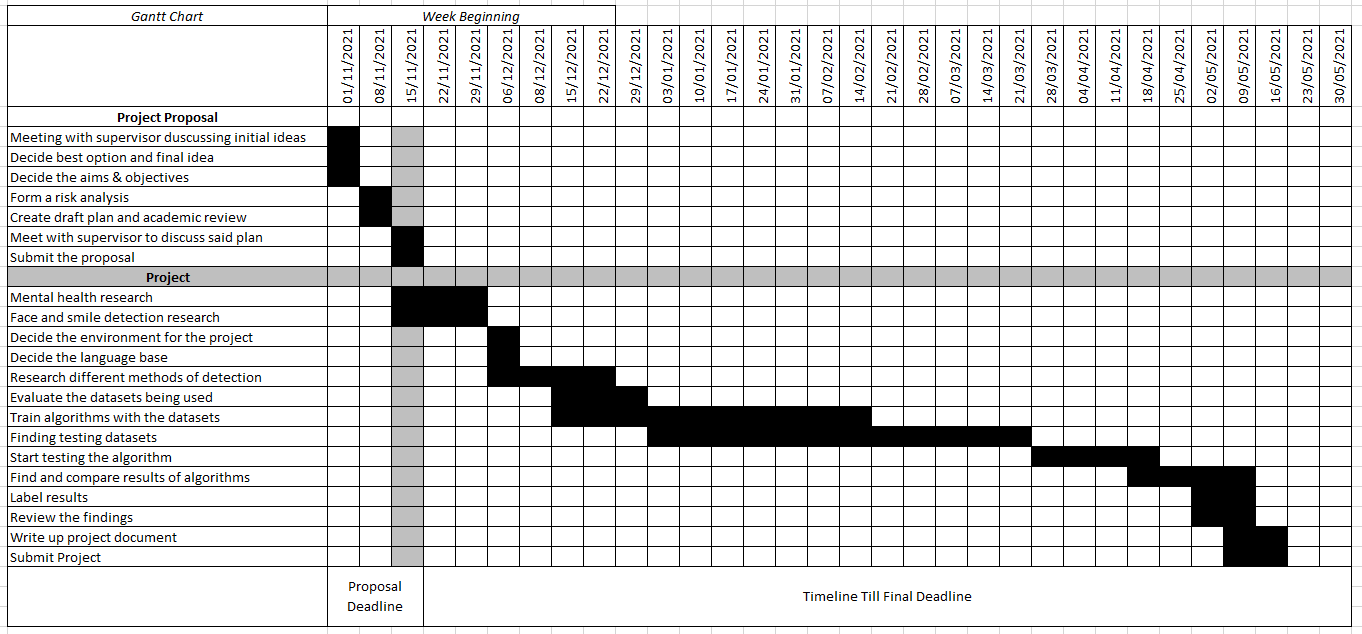 Gantt Chart
Week Beginning
01/11/2021
08/11/2021
15/11/2021
22/11/2021
29/11/2021
06/12/2021
08/12/2021
15/12/2021
22/12/2021
29/12/2021
03/01/2021
10/01/2021
17/01/2021
24/01/2021
31/01/2021
07/02/2021
14/02/2021
21/02/2021
28/02/2021
07/03/2021
14/03/2021
21/03/2021
28/03/2021
04/04/2021
11/04/2021
18/04/2021
25/04/2021
02/05/2021
09/05/2021
16/05/2021
23/05/2021
30/05/2021
Project Proposal
Meeting with supervisor duscussing initial ideas
Decide best option and final idea
Decide the aims & objectives
Form a risk analysis
Create draft plan and academic review
Meet with supervisor to discuss said plan
Submit the proposal
Project
Mental health research
Face and smile detection research
Decide the environment for the project
Decide the language base
Research different methods of detection
Evaluate the datasets being used
Train algorithms with the datasets
Finding testing datasets
Start testing the algorithm
Find and compare results of algorithms
Label results
Review the findings
Write up project document
Submit Project
Proposal
Deadline
Timeline Till Final Deadline